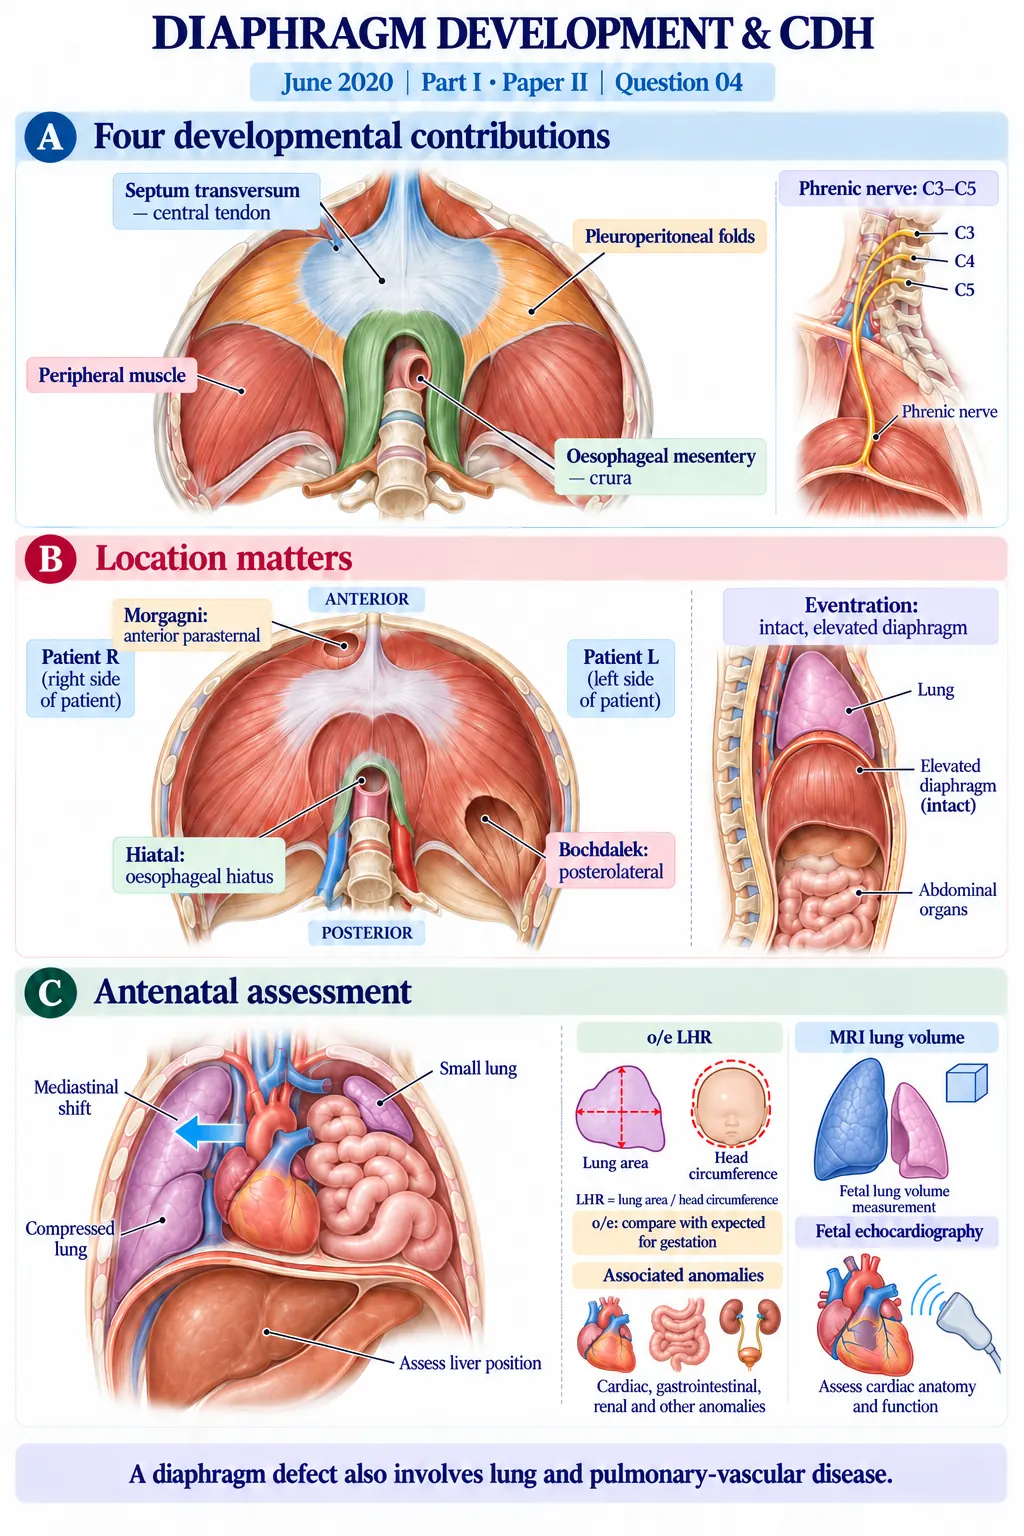 DIAPHRAGM DEVELOPMENT & CDH
June 2020 | Part I • Paper II | Question 04
A Four developmental contributions
Septum transversum
— central tendon
Pleuroperitoneal folds
Peripheral muscle
Oesophageal mesentery
— crura
Phrenic nerve: C3–C5
C3
C4
C5
Phrenic nerve
B Location matters
ANTERIOR
Morgagni:
anterior parasternal
Patient R
(right side
of patient)
Patient L
(left side
of patient)
Hiatal:
oesophageal hiatus
Bochdalek:
posterolateral
POSTERIOR
Eventration:
intact, elevated diaphragm
Lung
Elevated
diaphragm
(intact)
Abdominal
organs
C Antenatal assessment
Mediastinal
shift
Small lung
Compressed
lung
Assess liver position
o/e LHR
Lung area
Head
circumference
LHR = lung area / head circumference
o/e: compare with expected
for gestation
Associated anomalies
Cardiac, gastrointestinal,
renal and other anomalies
MRI lung volume
Fetal lung volume
measurement
Fetal echocardiography
Assess cardiac anatomy
and function
A diaphragm defect also involves lung and pulmonary-vascular disease.